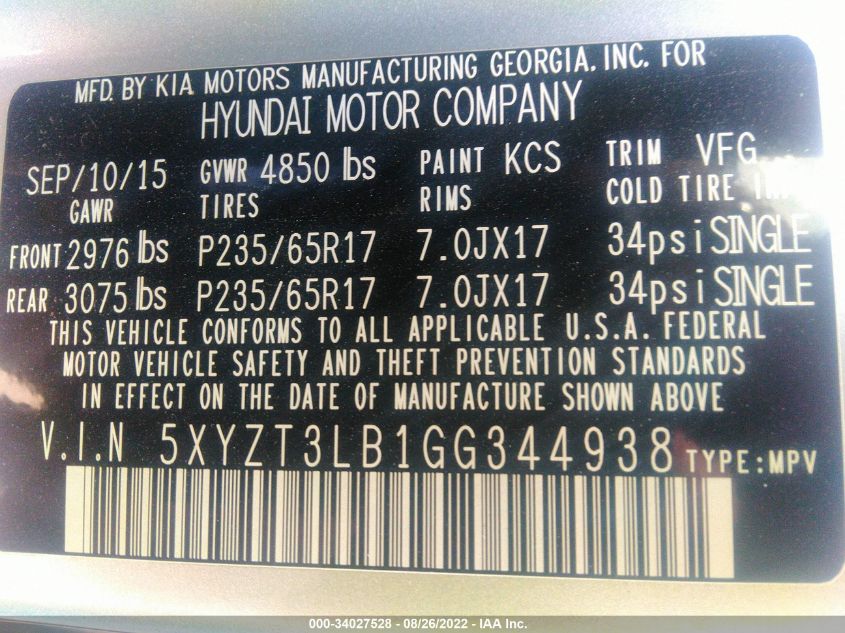 MFD. BY KIA MOTORS MANUFACTURING GEORGIA, INC. FOR
HYUNDAI MOTOR COMPANY
SEP/10/15 GVWR 4850 lbs PAINT KCS TRIM VFG
GAWR TIRES RIMS COLD TIRE
FRONT 2976 lbs P235/65R17 7.0JX17 34psi SINGLE
REAR 3075 lbs P235/65R17 7.0JX17 34psi SINGLE
THIS VEHICLE CONFORMS TO ALL APPLICABLE U.S.A. FEDERAL
MOTOR VEHICLE SAFETY AND THEFT PREVENTION STANDARDS
IN EFFECT ON THE DATE OF MANUFACTURE SHOWN ABOVE
V.I.N 5XYZT3LB1GG344938 TYPE:MPV
000-34027528 - 08/26/2022 - IAA Inc.